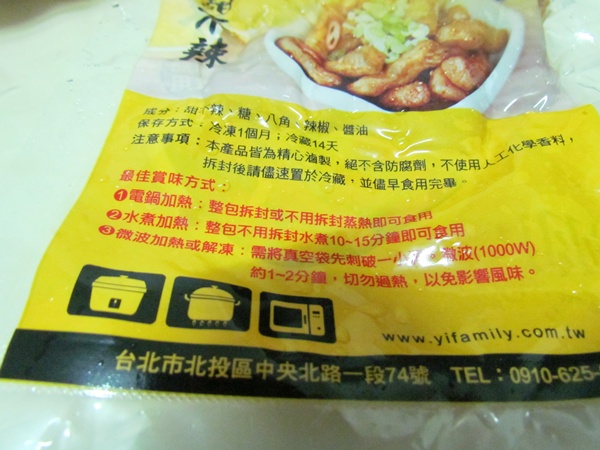 不辣
成分：甜不辣、糖、八角、辣椒、醬油
保存方式：冷凍1個月；冷藏14天
注意事項：本產品皆為精心滷製，絕不含防腐劑，不使用人工化學香料，
拆封後請儘速置於冷藏，並儘早食用完畢。
最佳賞味方式：
❶電鍋加熱：整包拆封或不用拆封蒸熱即可食用
❷水煮加熱：整包不用拆封水煮10~15分鐘即可食用
❸微波加熱或解凍：需將真空袋先刺破一小孔。微波(1000W)
約1~2分鐘，切勿過熱，以免影響風味。
www.yifamily.com.tw
台北市北投區中央北路一段74號 TEL：0910-625-